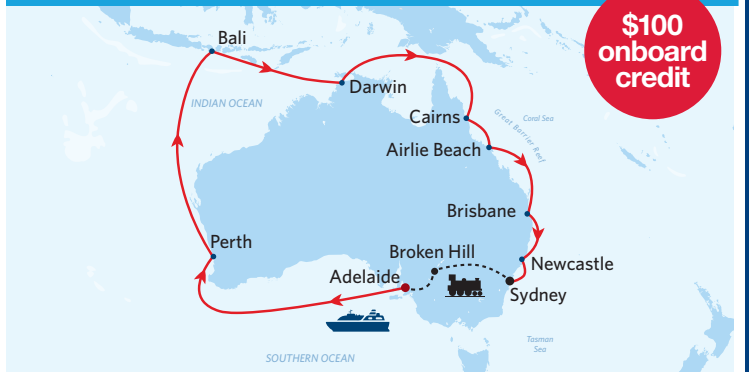 $100
onboard
credit
Bali
Darwin
INDIAN OCEAN
Cairns
Coral Sea
Great Barrier Reef
Airlie Beach
Brisbane
Perth
Broken Hill
Newcastle
Adelaide
Sydney
Tasman
Sea
SOUTHERN OCEAN